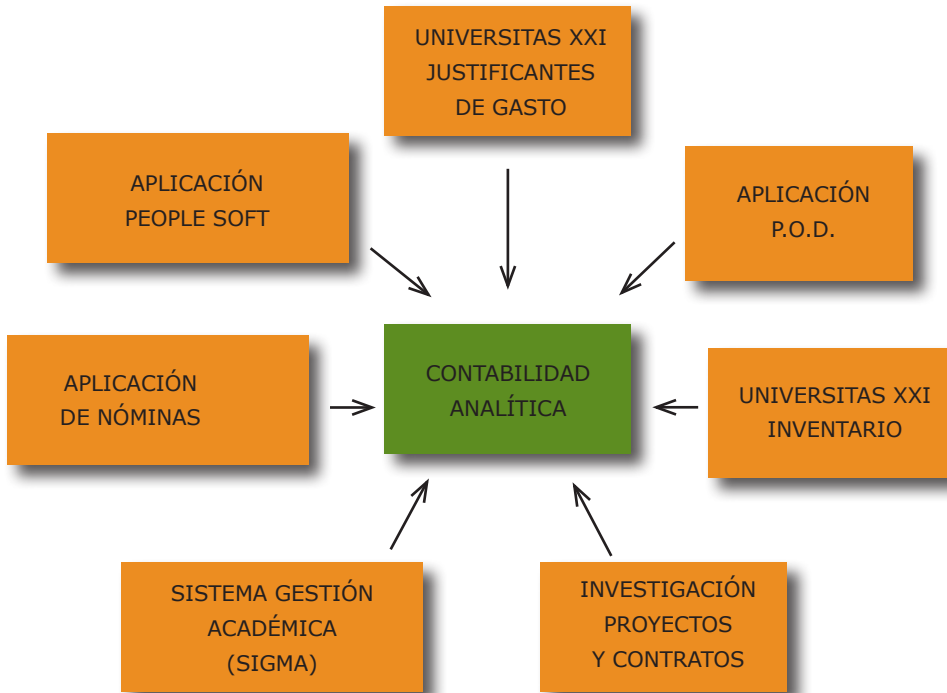 UNIVERSITAS XXI
JUSTIFICANTES
DE GASTO
APLICACIÓN
PEOPLE SOFT
APLICACIÓN
P.O.D.
APLICACIÓN
DE NÓMINAS
CONTABILIDAD
ANALÍTICA
UNIVERSITAS XXI
INVENTARIO
SISTEMA GESTIÓN
ACADÉMICA
(SIGMA)
INVESTIGACIÓN
PROYECTOS
Y CONTRATOS